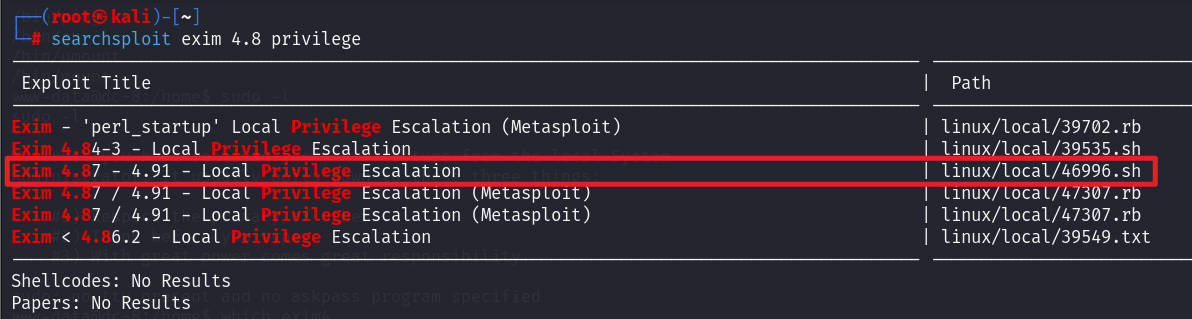 (root㉿kali)-[~]
# searchsploit exim 4.8 privilege
Exploit Title | Path
Exim - 'perl_startup' Local Privilege Escalation (Metasploit) | linux/local/39702.rb
Exim 4.84-3 - Local Privilege Escalation | linux/local/39535.sh
Exim 4.87 - 4.91 - Local Privilege Escalation | linux/local/46996.sh
Exim 4.87 / 4.91 - Local Privilege Escalation (Metasploit) | linux/local/47307.rb
Exim 4.87 / 4.91 - Local Privilege Escalation (Metasploit) | linux/local/47307.rb
Exim < 4.86.2 - Local Privilege Escalation | linux/local/39549.txt
Shellcodes: No Results
Papers: No Results